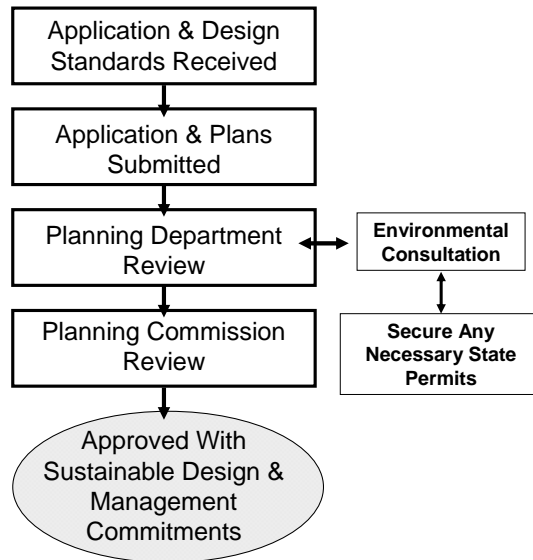 Application & Design
Standards Received
Application & Plans
Submitted
Planning Department
Review
Environmental
Consultation
Planning Commission
Review
Secure Any
Necessary State
Permits
Approved With
Sustainable Design &
Management
Commitments